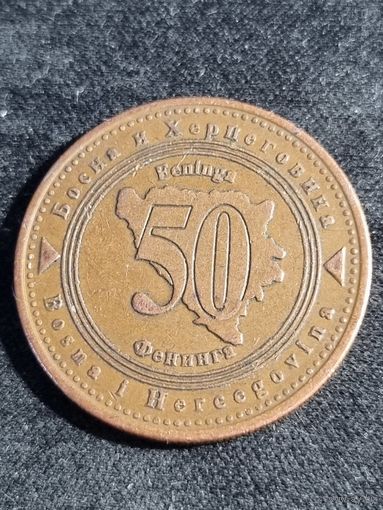 Босна и Херцеговина
Feninga
50
Фенинга
Bosna i Hercegovina